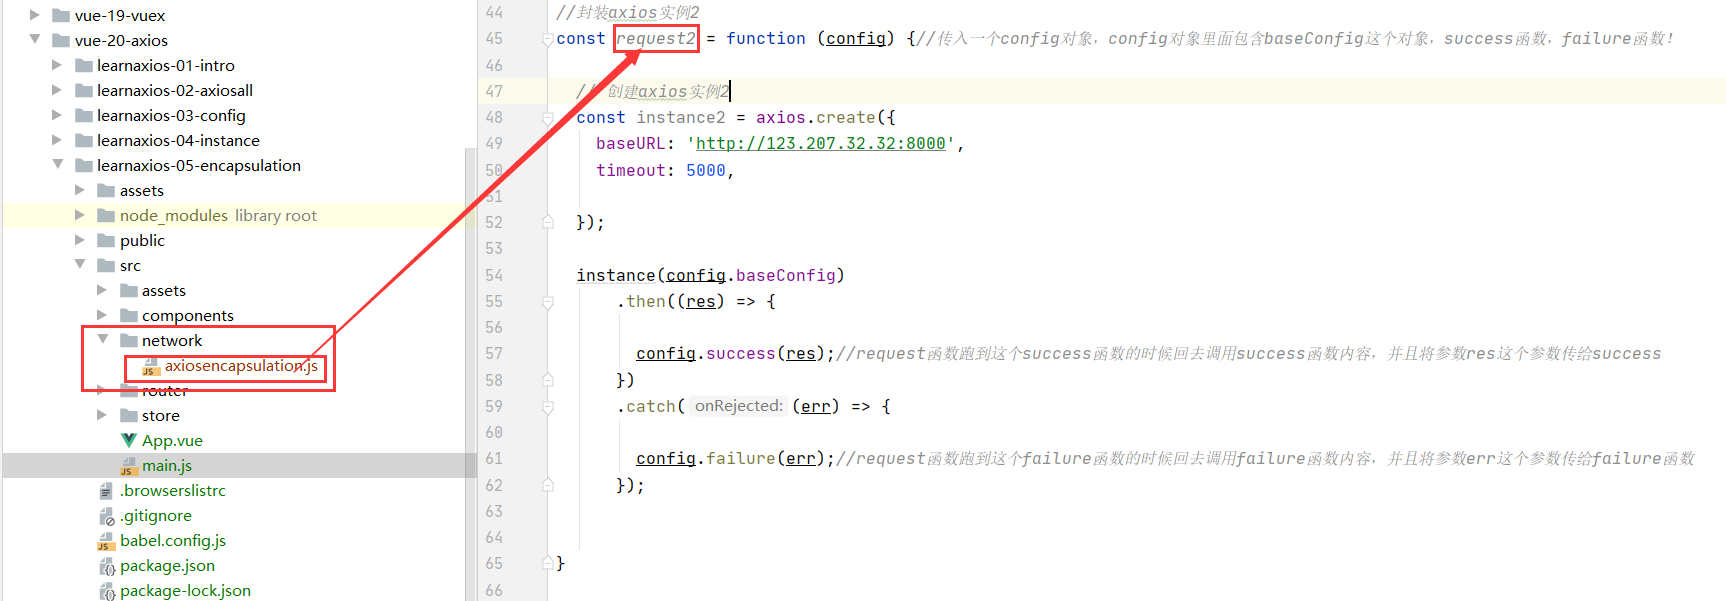 vue-19-vuex
vue-20-axios
learnaxios-01-intro
learnaxios-02-axiosall
learnaxios-03-config
learnaxios-04-instance
learnaxios-05-encapsulation
assets
node_modules library root
public
src
assets
components
network
axiosencapsulation.js
router
store
App.vue
main.js
.browserslistrc
.gitignore
babel.config.js
package.json
package-lock.json
44 //封装axios实例2
45 const request2 = function (config) {//传入一个config对象，config对象里面包含baseConfig这个对象，success函数，failure函数！
46
47 // 创建axios实例2
48 const instance2 = axios.create({
49 baseURL: 'http://123.207.32.32:8000',
50 timeout: 5000,
51
52 });
53
54 instance(config.baseConfig)
55 .then((res) => {
56
57 config.success(res);//request函数跑到这个success函数的时候回去调用success函数内容，并且将参数res这个参数传给success
58 })
59 .catch( onRejected: (err) => {
60
61 config.failure(err);//request函数跑到这个failure函数的时候回去调用failure函数内容，并且将参数err这个参数传给failure函数
62 });
63
64
65 }
66